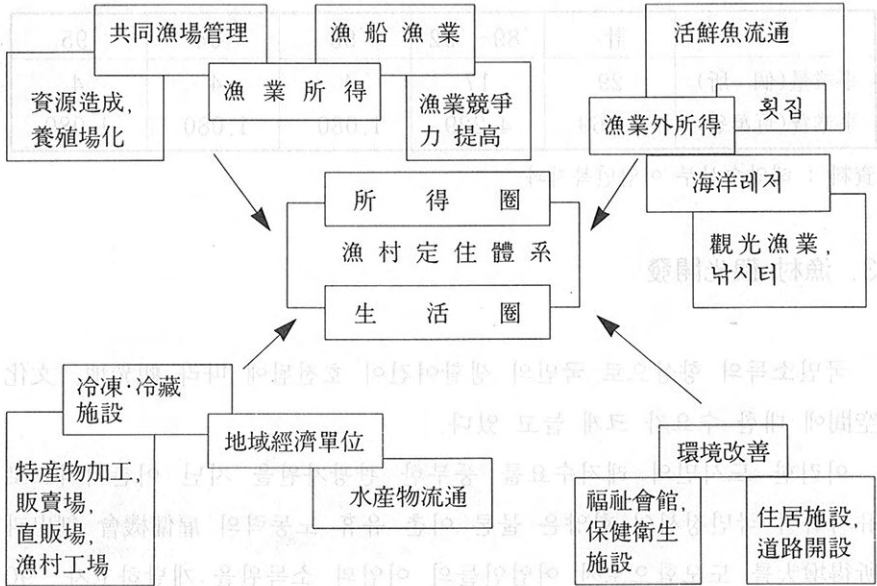 共同漁場管理
漁船漁業
活鮮魚流通
資源造成,
養殖場化
漁業所得
漁業競爭
力 提高
漁業外所得
횟집
海洋레저
觀光漁業,
낚시터
所得圈
漁村定住體系
生活圈
冷凍·冷藏
施設
地域經濟單位
特産物加工,
販賣場,
直販場,
漁村工場
水産物流通
環境改善
福祉會館,
保健衛生
施設
住居施設,
道路開設